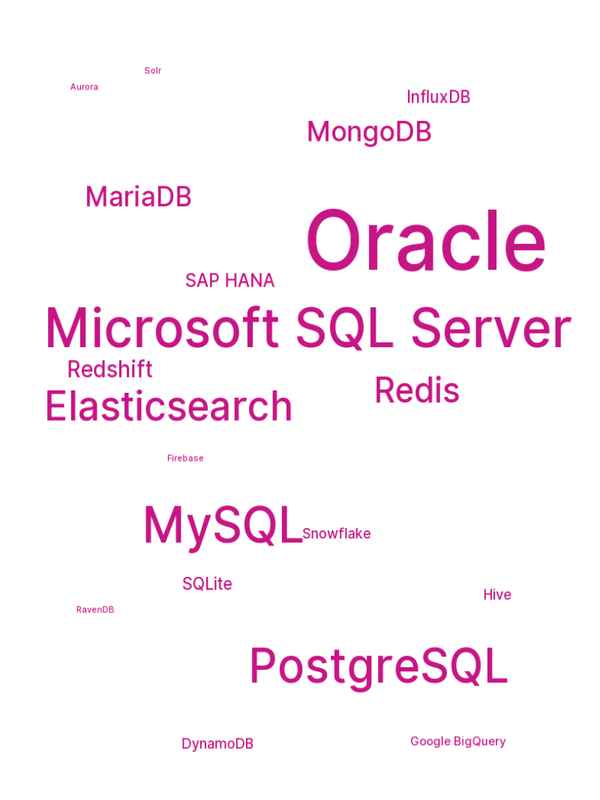 Solr
Aurora
InfluxDB
MongoDB
MariaDB
Oracle
SAP HANA
Microsoft SQL Server
Redshift
Redis
Elasticsearch
Firebase
MySQL
Snowflake
SQLite
Hive
RavenDB
PostgreSQL
DynamoDB
Google BigQuery